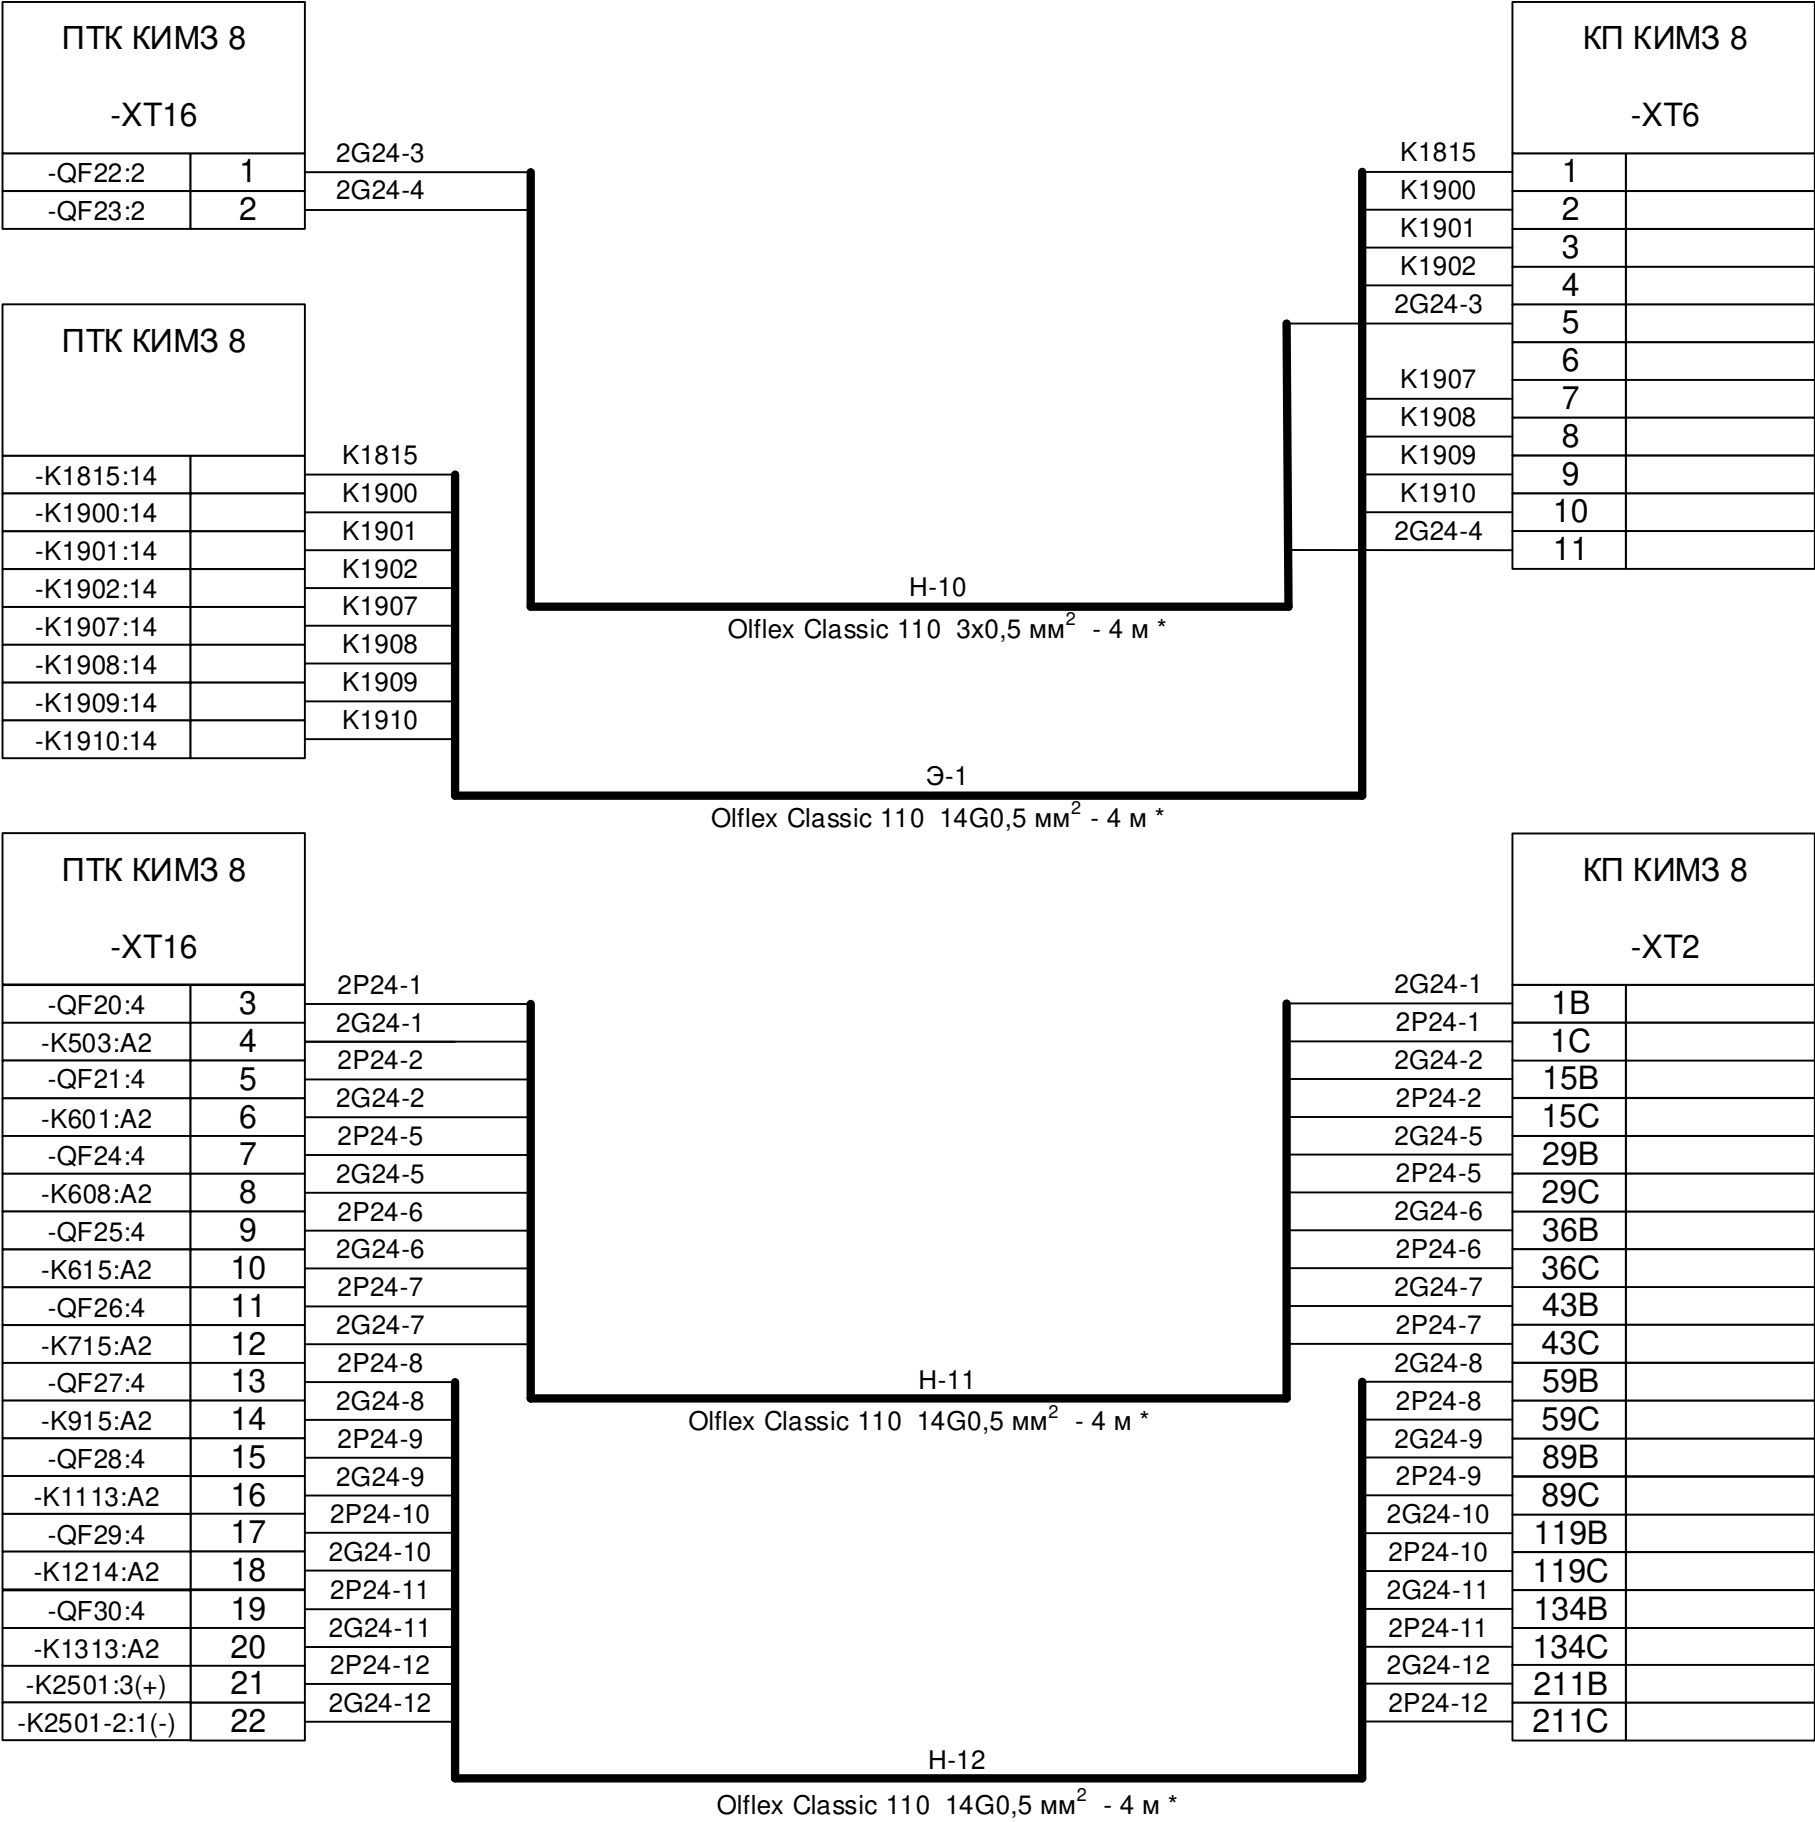 ПТК КИМЗ 8
-XT16
-QF22:2 1 2G24-3
-QF23:2 2 2G24-4
КП КИМЗ 8
-XT6
K1815 1
K1900 2
K1901 3
K1902 4
2G24-3 5
6
K1907 7
K1908 8
K1909 9
K1910 10
2G24-4 11
Н-10
Olflex Classic 110 3x0,5 мм² - 4 м *
ПТК КИМЗ 8
-K1815:14 K1815
-K1900:14 K1900
-K1901:14 K1901
-K1902:14 K1902
-K1907:14 K1907
-K1908:14 K1908
-K1909:14 K1909
-K1910:14 K1910
Э-1
Olflex Classic 110 14G0,5 мм² - 4 м *
ПТК КИМЗ 8
-XT16
-QF20:4 3 2P24-1
-K503:A2 4 2G24-1
-QF21:4 5 2P24-2
-K601:A2 6 2G24-2
-QF24:4 7 2P24-5
-K608:A2 8 2G24-5
-QF25:4 9 2P24-6
-K615:A2 10 2G24-6
-QF26:4 11 2P24-7
-K715:A2 12 2G24-7
-QF27:4 13 2P24-8
-K915:A2 14 2G24-8
-QF28:4 15 2P24-9
-K1113:A2 16 2G24-9
-QF29:4 17 2P24-10
-K1214:A2 18 2G24-10
-QF30:4 19 2P24-11
-K1313:A2 20 2G24-11
-K2501:3(+) 21 2P24-12
-K2501-2:1(-) 22 2G24-12
КП КИМЗ 8
-XT2
2G24-1 1B
2P24-1 1C
2G24-2 15B
2P24-2 15C
2G24-5 29B
2P24-5 29C
2G24-6 36B
2P24-6 36C
2G24-7 43B
2P24-7 43C
2G24-8 59B
2P24-8 59C
2G24-9 89B
2P24-9 89C
2G24-10 119B
2P24-10 119C
2G24-11 134B
2P24-11 134C
2G24-12 211B
2P24-12 211C
Н-11
Olflex Classic 110 14G0,5 мм² - 4 м *
Н-12
Olflex Classic 110 14G0,5 мм² - 4 м *